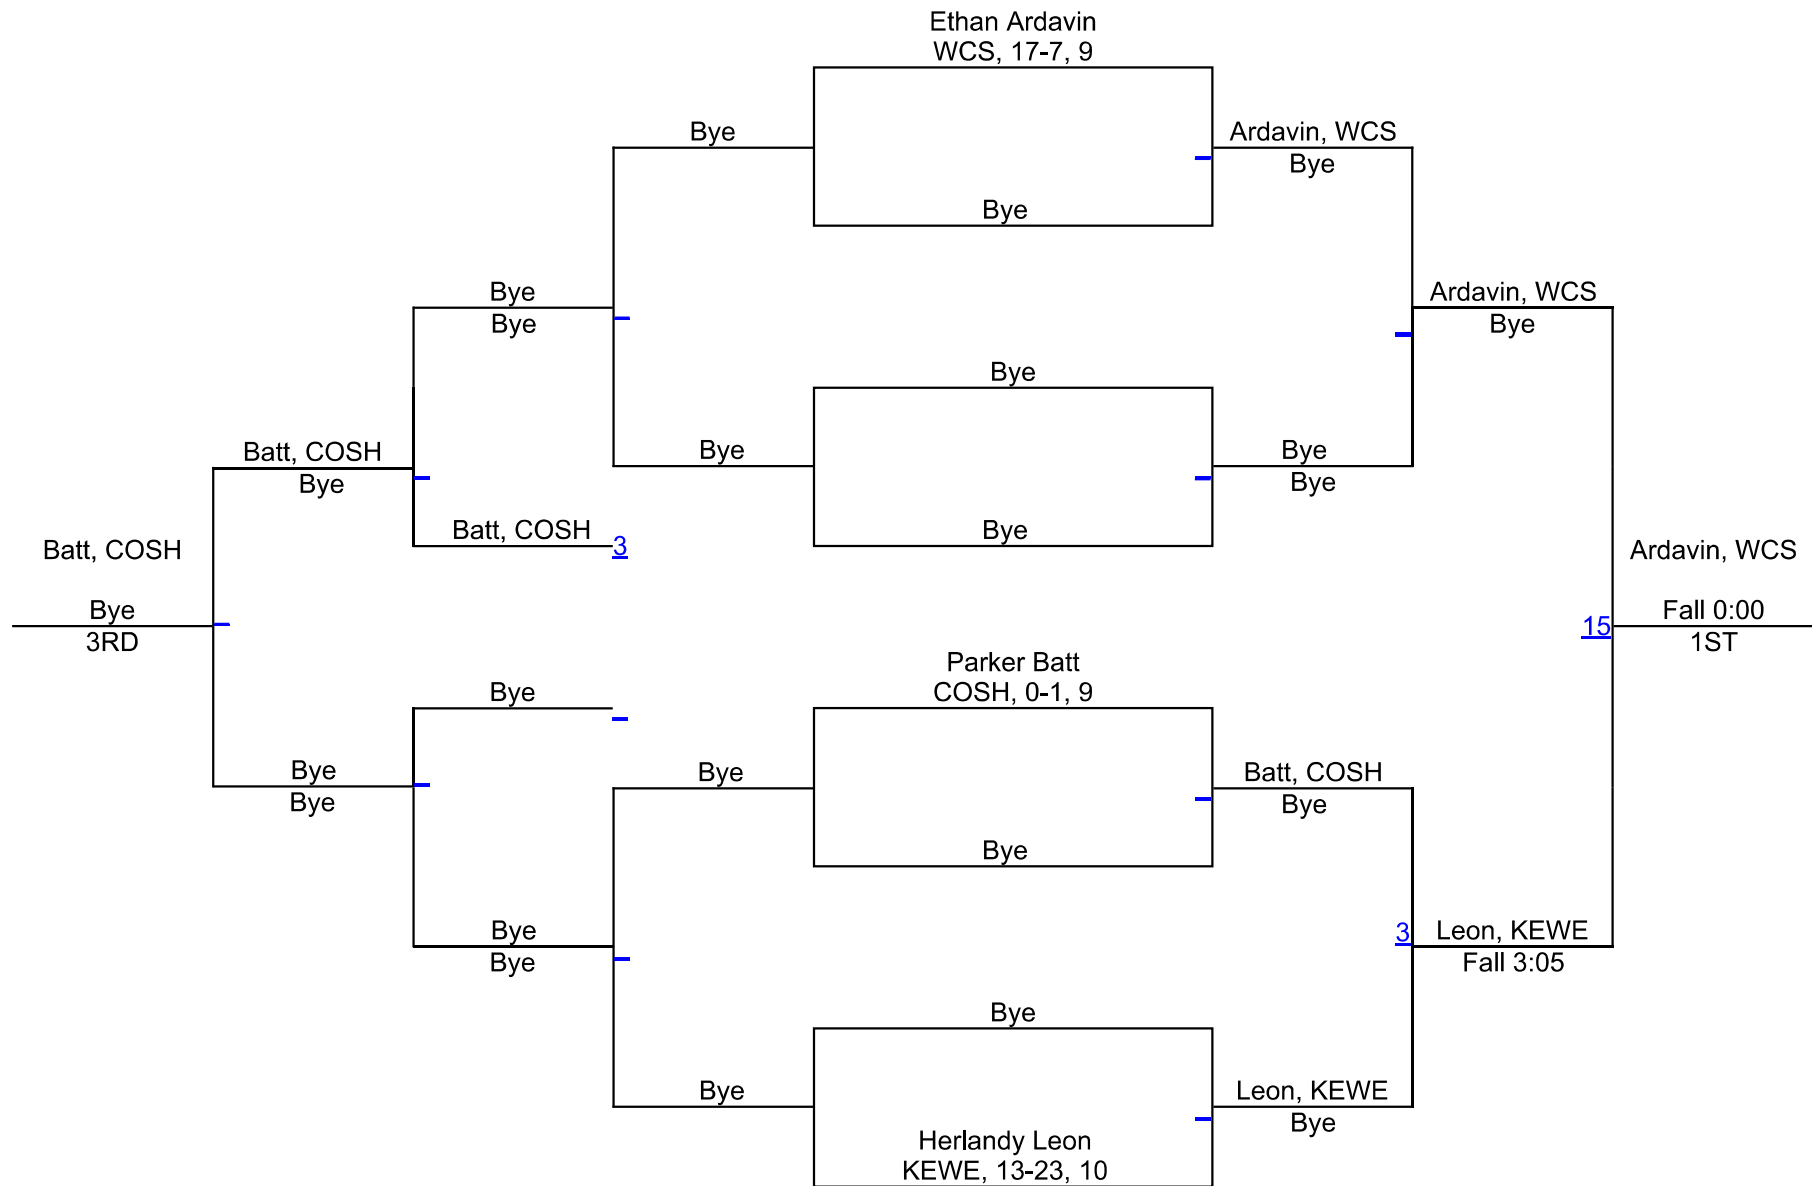 Ethan Ardavin
WCS, 17-7, 9
Bye
Ardavin, WCS
Bye
Bye
Bye
Bye
Ardavin, WCS
Bye
Bye
Batt, COSH
Bye
Bye
Bye
Bye
Batt, COSH
3
Bye
Batt, COSH
Bye
3RD
Ardavin, WCS
15
Fall 0:00
1ST
Parker Batt
COSH, 0-1, 9
Bye
Bye
Bye
Bye
Batt, COSH
Bye
Bye
Bye
Bye
3
Leon, KEWE
Fall 3:05
Bye
Bye
Leon, KEWE
Bye
Herlandy Leon
KEWE, 13-23, 10